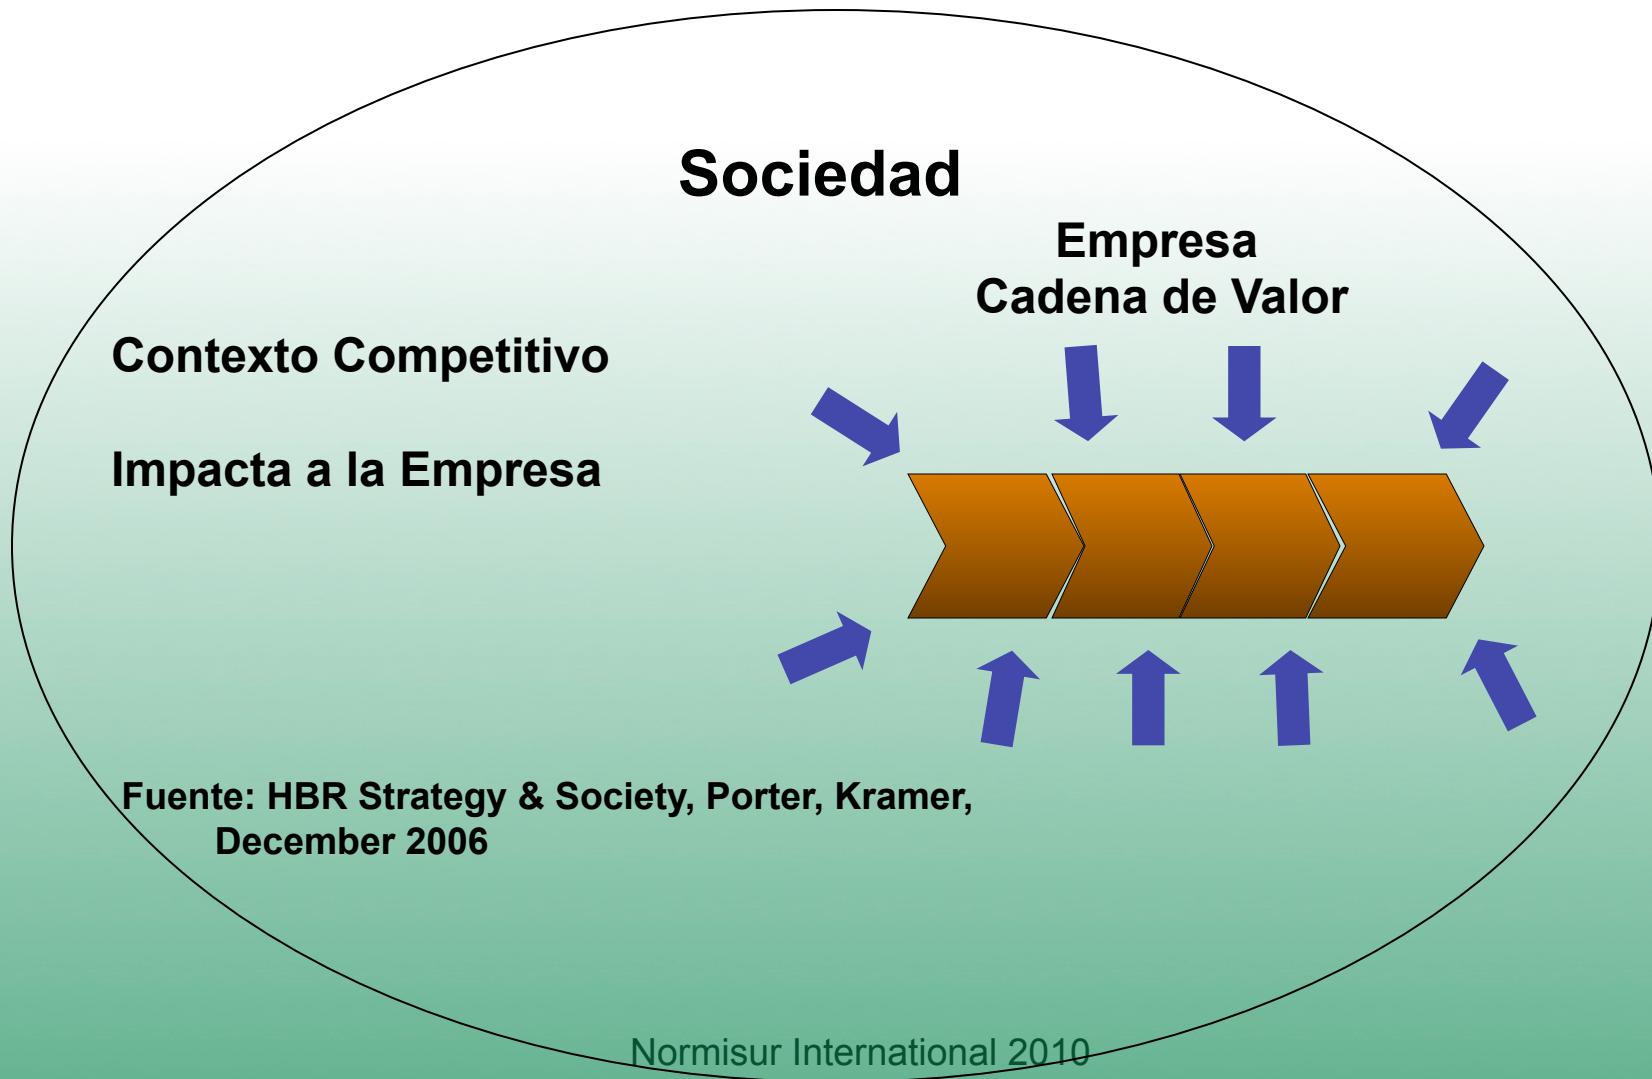 Sociedad
Empresa
Cadena de Valor
Contexto Competitivo
Impacta a la Empresa
Fuente: HBR Strategy & Society, Porter, Kramer,
December 2006
Normisur International 2010